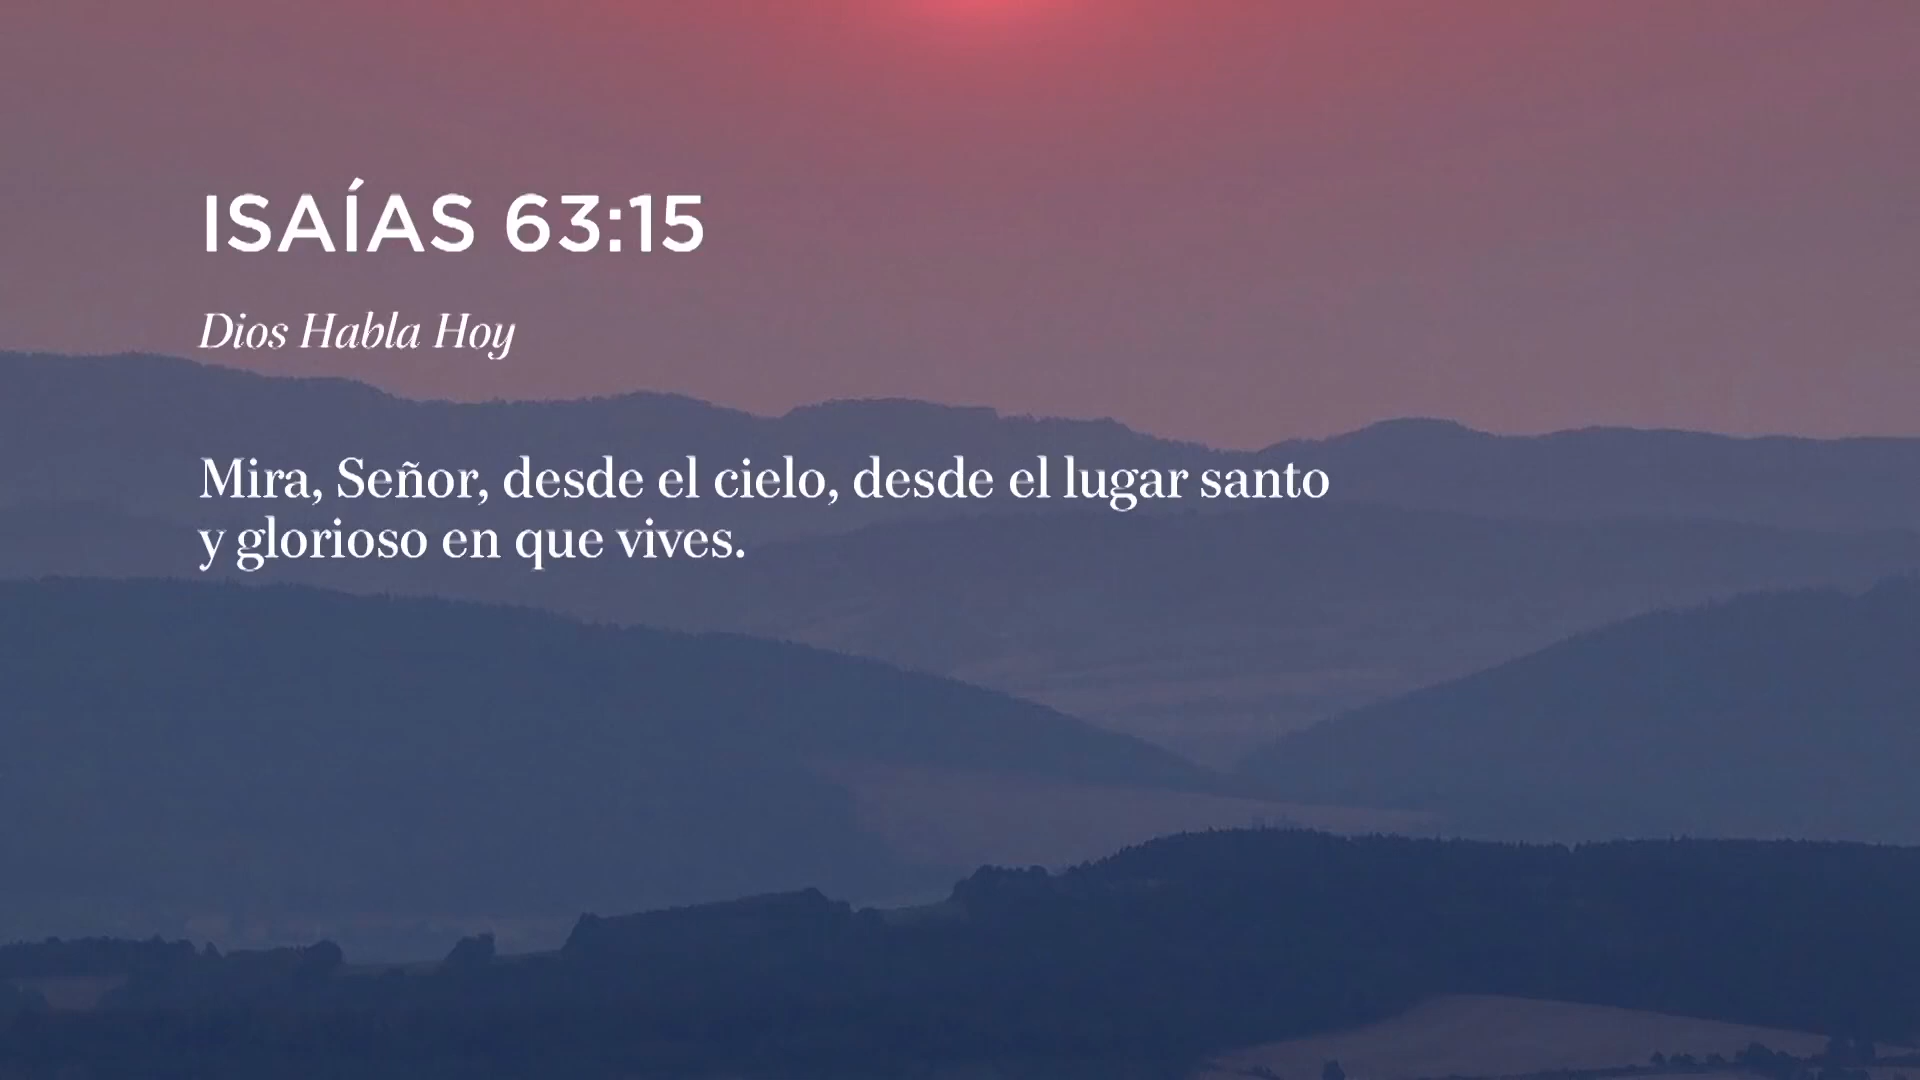 ISAÍAS 63:15
Dios Habla Hoy
Mira, Señor, desde el cielo, desde el lugar santo
y glorioso en que vives.